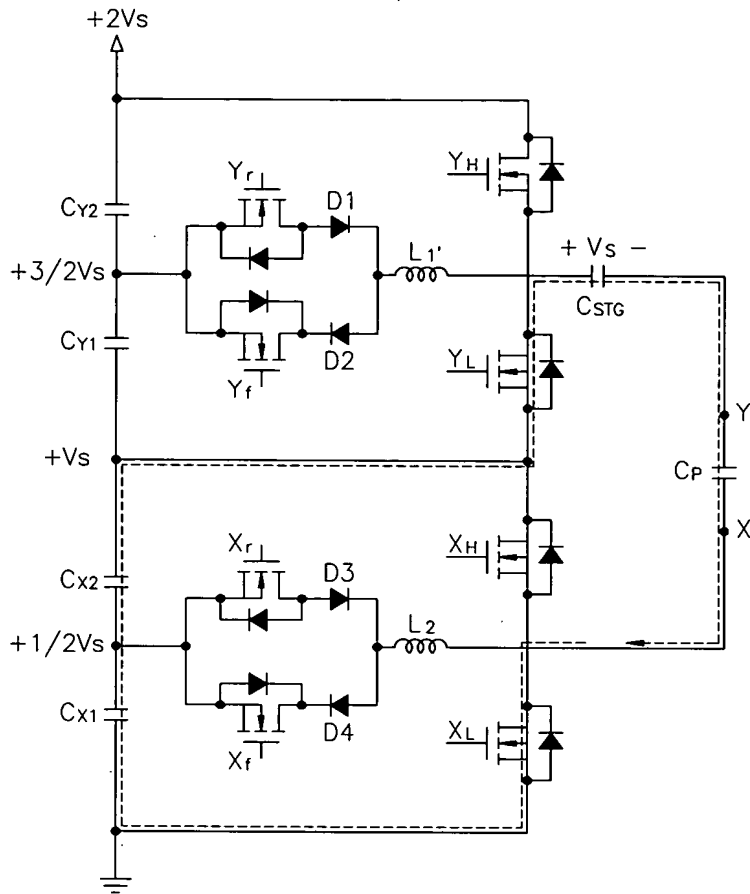 +2Vs
YH
Yr
D1
CY2
L1'
+ Vs -
+3/2Vs
CSTG
CY1
D2
YL
Yf
Y
+Vs
CP
X
Xr
XH
D3
CX2
L2
+1/2Vs
CX1
D4
XL
Xf